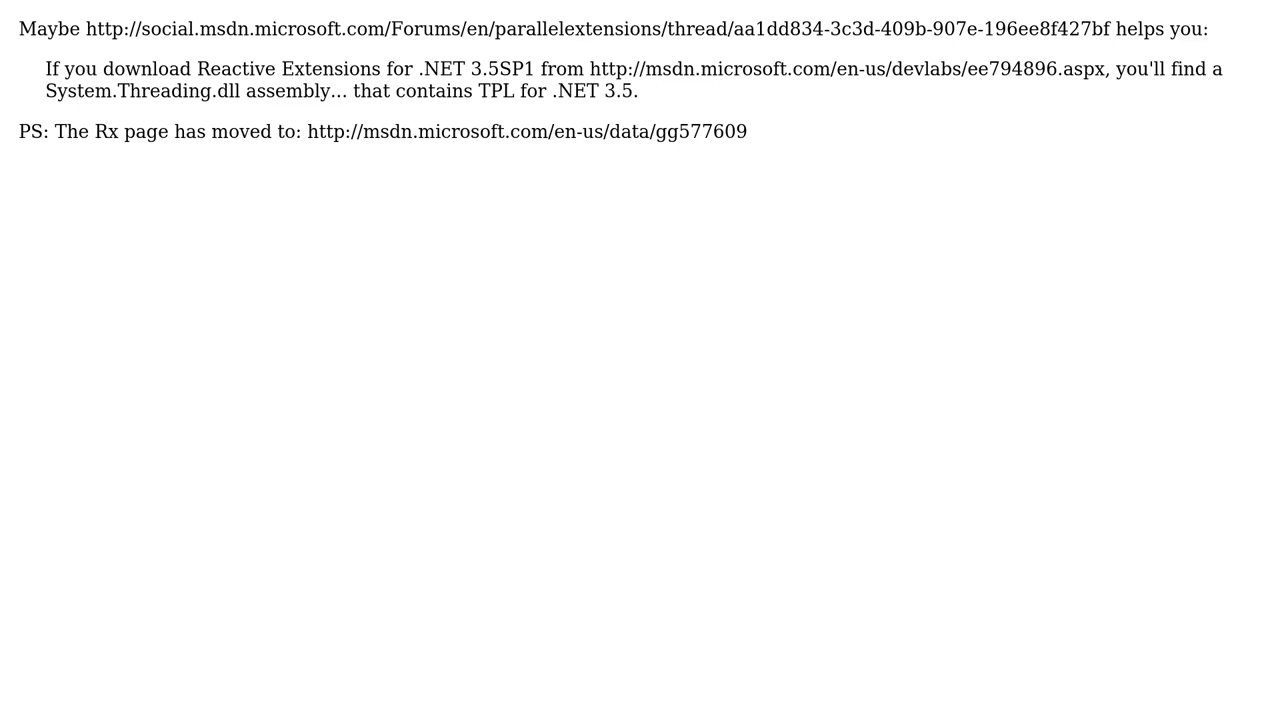 Maybe http://social.msdn.microsoft.com/Forums/en/parallelextensions/thread/aa1dd834-3c3d-409b-907e-196ee8f427bf helps you:
If you download Reactive Extensions for .NET 3.5SP1 from http://msdn.microsoft.com/en-us/devlabs/ee794896.aspx, you'll find a
System.Threading.dll assembly... that contains TPL for .NET 3.5.
PS: The Rx page has moved to: http://msdn.microsoft.com/en-us/data/gg577609